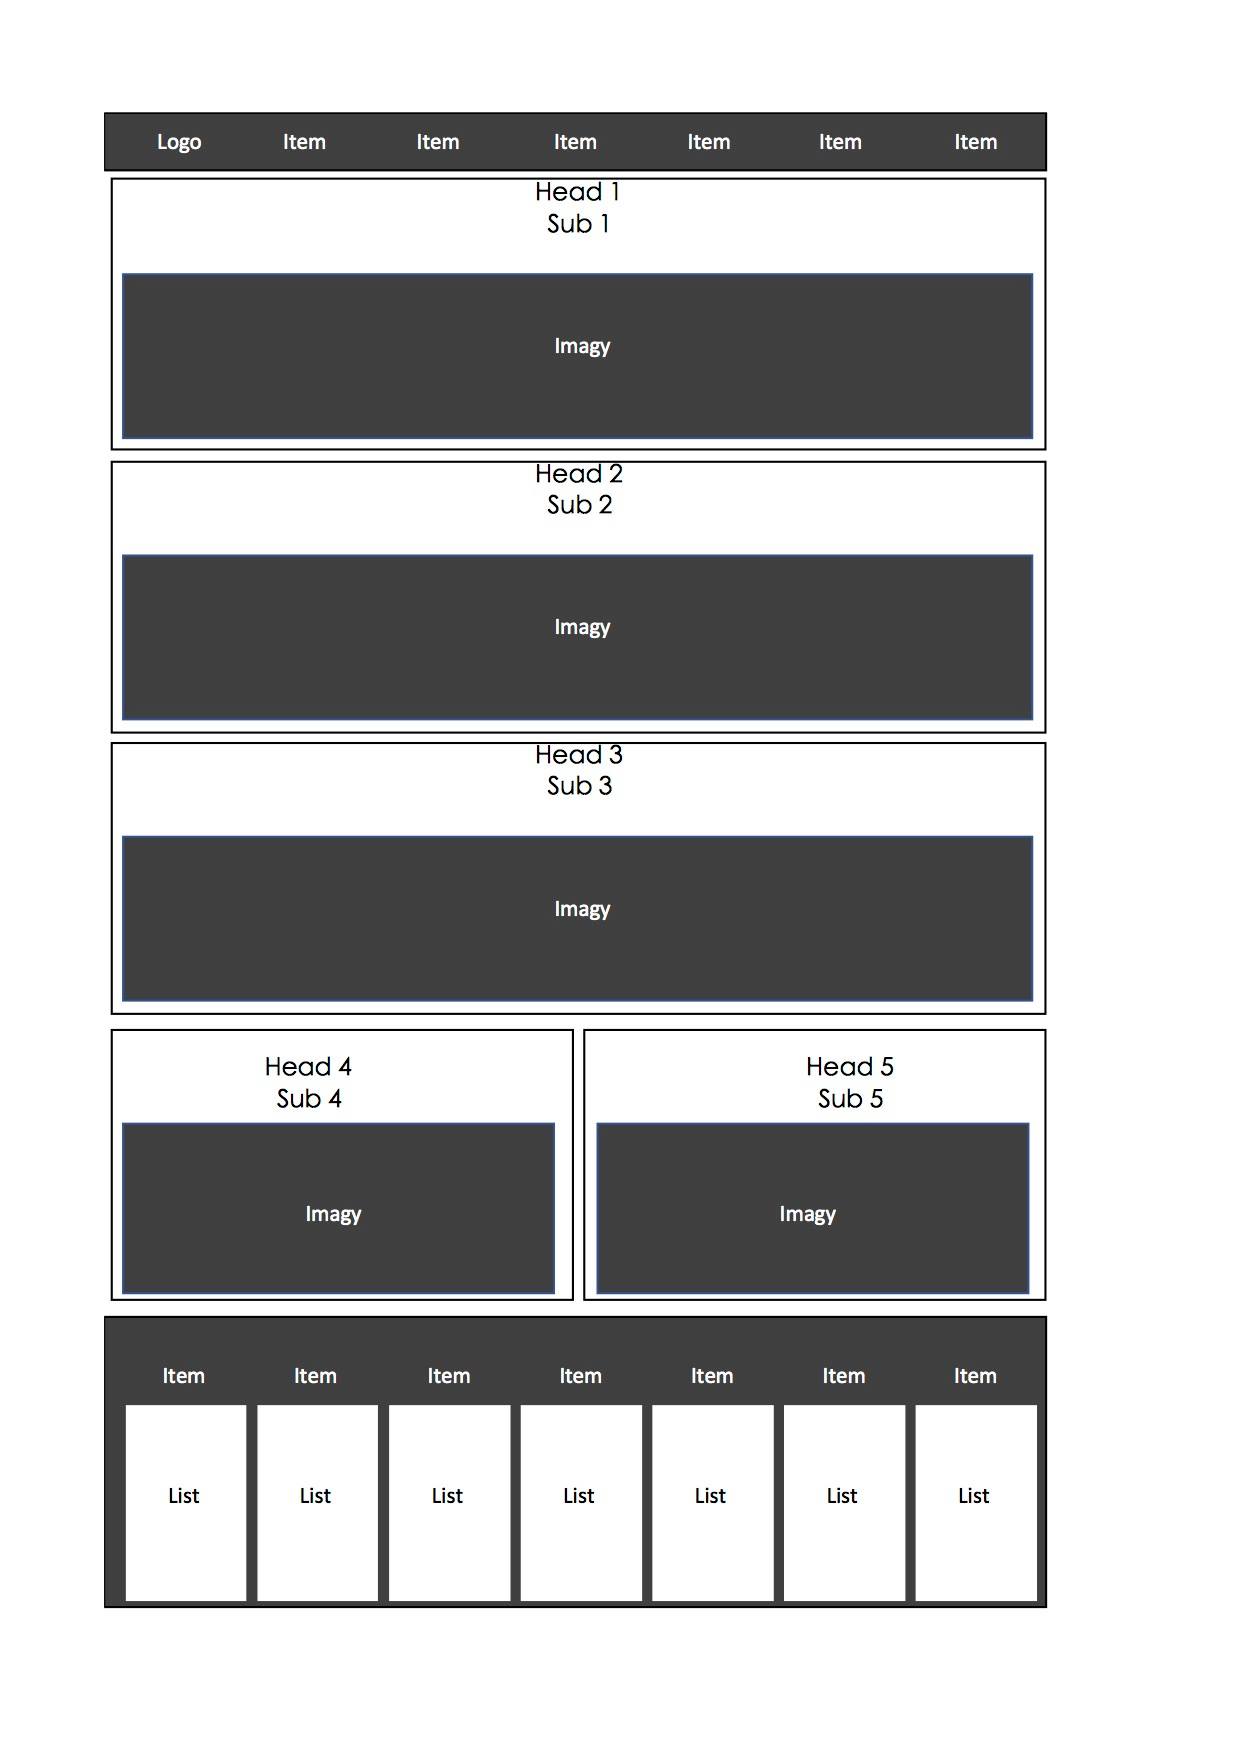 Logo Item Item Item Item Item Item
Head 1
Sub 1
Imagy
Head 2
Sub 2
Imagy
Head 3
Sub 3
Imagy
Head 4
Sub 4
Imagy
Head 5
Sub 5
Imagy
Item Item Item Item Item Item Item
List List List List List List List